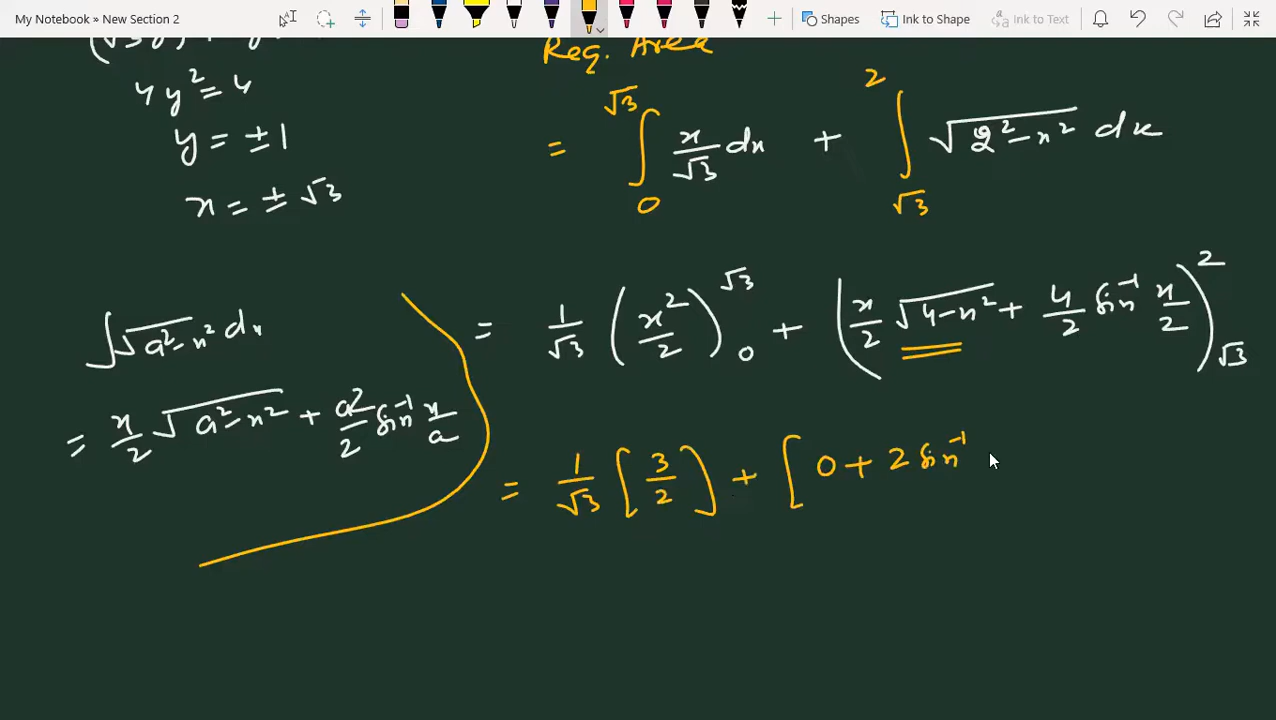 My Notebook » New Section 2
Shapes
Ink to Shape
Ink to Text
4y² = 4
y = ±1
x = ± √3
Req. Area
= ∫₀^√3 x/√3 dx + ∫_√3^2 √(2² − x²) dx
∫√(a² − x²) dx
= x/2 √(a² − x²) + a²/2 sin⁻¹ x/a
= 1/√3 (x²/2)₀^√3 + (x/2 √(4 − x²) + 4/2 sin⁻¹ x/2)_√3^2
= 1/√3 [3/2] + [0 + 2 sin⁻¹